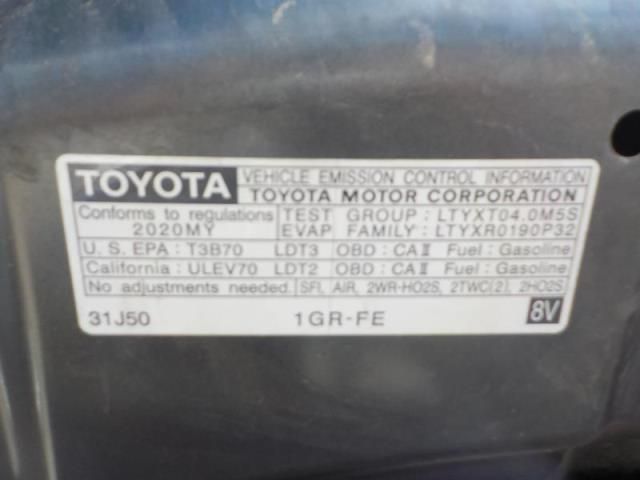 TOYOTA VEHICLE EMISSION CONTROL INFORMATION
TOYOTA MOTOR CORPORATION
Conforms to regulations TEST GROUP : LTYXT04.0M5S
2020MY EVAP FAMILY: LTYXR0190P32
U. S. EPA : T3B70 LDT3 OBD : CAⅡ Fuel : Gasoline
California : ULEV70 LDT2 OBD : CAⅡ Fuel : Gasoline
No adjustments needed. SFI, AIR, 2WR-HO2S, 2TWC(2), 2HO2S
31J50 1GR-FE 8V